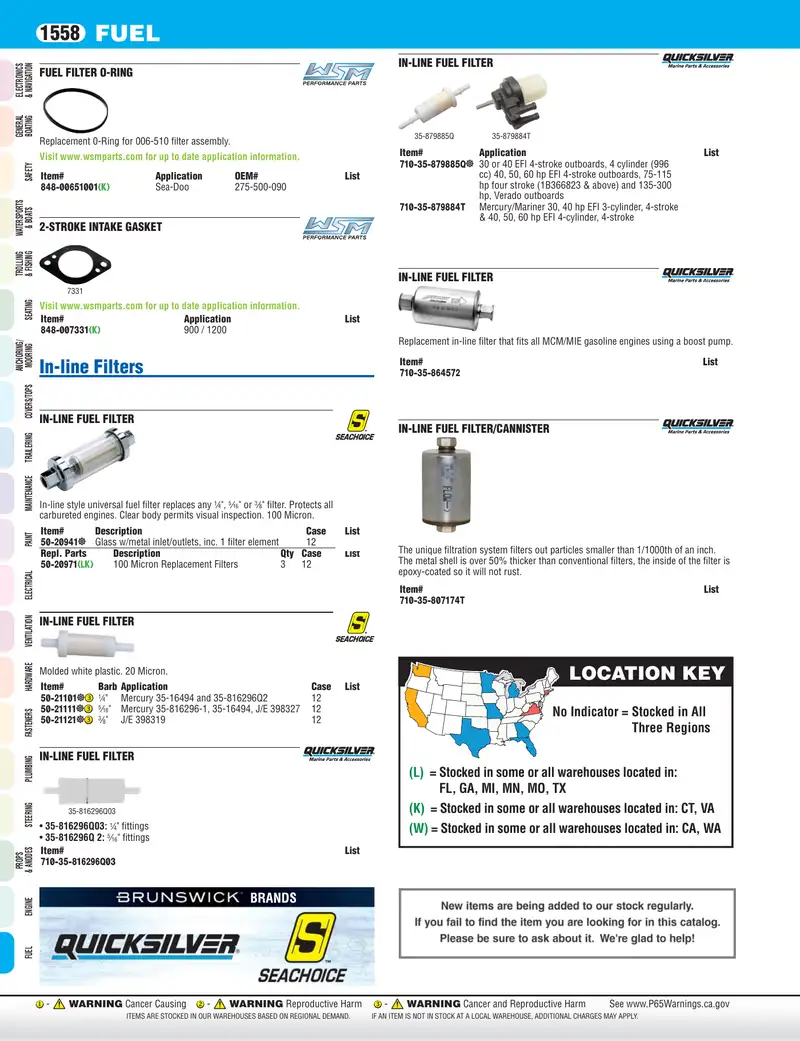 1558 FUEL
ELECTRONICS
& NAVIGATION
GENERAL
BOATING
SAFETY
WATERSPORTS
& BOATS
TROLLING
& FISHING
SEATING
ANCHORING/
MOORING
COVERS/TOPS
TRAILERING
MAINTENANCE
PAINT
ELECTRICAL
VENTILATION
HARDWARE
FASTENERS
PLUMBING
STEERING
PROPS
& ANODES
ENGINE
FUEL
FUEL FILTER O-RING
WSM
PERFORMANCE PARTS
Replacement O-Ring for 006-510 filter assembly.
Visit www.wsmparts.com for up to date application information.
Item# Application OEM# List
848-00651001(K) Sea-Doo 275-500-090
2-STROKE INTAKE GASKET
WSM
PERFORMANCE PARTS
7331
Visit www.wsmparts.com for up to date application information.
Item# Application List
848-007331(K) 900 / 1200
In-line Filters
IN-LINE FUEL FILTER
S
SEACHOICE
In-line style universal fuel filter replaces any 1/4", 5/16" or 3/8" filter. Protects all
carbureted engines. Clear body permits visual inspection. 100 Micron.
Item# Description Case List
50-20941 Glass w/metal inlet/outlets, inc. 1 filter element 12
Repl. Parts Description Qty Case List
50-20971(LK) 100 Micron Replacement Filters 3 12
IN-LINE FUEL FILTER
S
SEACHOICE
Molded white plastic. 20 Micron.
Item# Barb Application Case List
50-21101 3 1/4" Mercury 35-16494 and 35-816296Q2 12
50-21111 3 5/16" Mercury 35-816296-1, 35-16494, J/E 398327 12
50-21121 3 3/8" J/E 398319 12
IN-LINE FUEL FILTER
QUICKSILVER
Marine Parts & Accessories
35-816296Q03
• 35-816296Q03: 1/4" fittings
• 35-816296Q 2: 5/16" fittings
Item# List
710-35-816296Q03
BRUNSWICK BRANDS
QUICKSILVER
S
SEACHOICE
IN-LINE FUEL FILTER
QUICKSILVER
Marine Parts & Accessories
35-879885Q 35-879884T
Item# Application List
710-35-879885Q 30 or 40 EFI 4-stroke outboards, 4 cylinder (996
cc) 40, 50, 60 hp EFI 4-stroke outboards, 75-115
hp four stroke (1B366823 & above) and 135-300
hp, Verado outboards
710-35-879884T Mercury/Mariner 30, 40 hp EFI 3-cylinder, 4-stroke
& 40, 50, 60 hp EFI 4-cylinder, 4-stroke
IN-LINE FUEL FILTER
QUICKSILVER
Marine Parts & Accessories
Replacement in-line filter that fits all MCM/MIE gasoline engines using a boost pump.
Item# List
710-35-864572
IN-LINE FUEL FILTER/CANNISTER
QUICKSILVER
Marine Parts & Accessories
FLOW
The unique filtration system filters out particles smaller than 1/1000th of an inch.
The metal shell is over 50% thicker than conventional filters, the inside of the filter is
epoxy-coated so it will not rust.
Item# List
710-35-807174T
LOCATION KEY
No Indicator = Stocked in All
Three Regions
(L) = Stocked in some or all warehouses located in:
FL, GA, MI, MN, MO, TX
(K) = Stocked in some or all warehouses located in: CT, VA
(W) = Stocked in some or all warehouses located in: CA, WA
New items are being added to our stock regularly.
If you fail to find the item you are looking for in this catalog.
Please be sure to ask about it. We're glad to help!
1 - WARNING Cancer Causing 2 - WARNING Reproductive Harm 3 - WARNING Cancer and Reproductive Harm See www.P65Warnings.ca.gov
ITEMS ARE STOCKED IN OUR WAREHOUSES BASED ON REGIONAL DEMAND. IF AN ITEM IS NOT IN STOCK AT A LOCAL WAREHOUSE, ADDITIONAL CHARGES MAY APPLY.